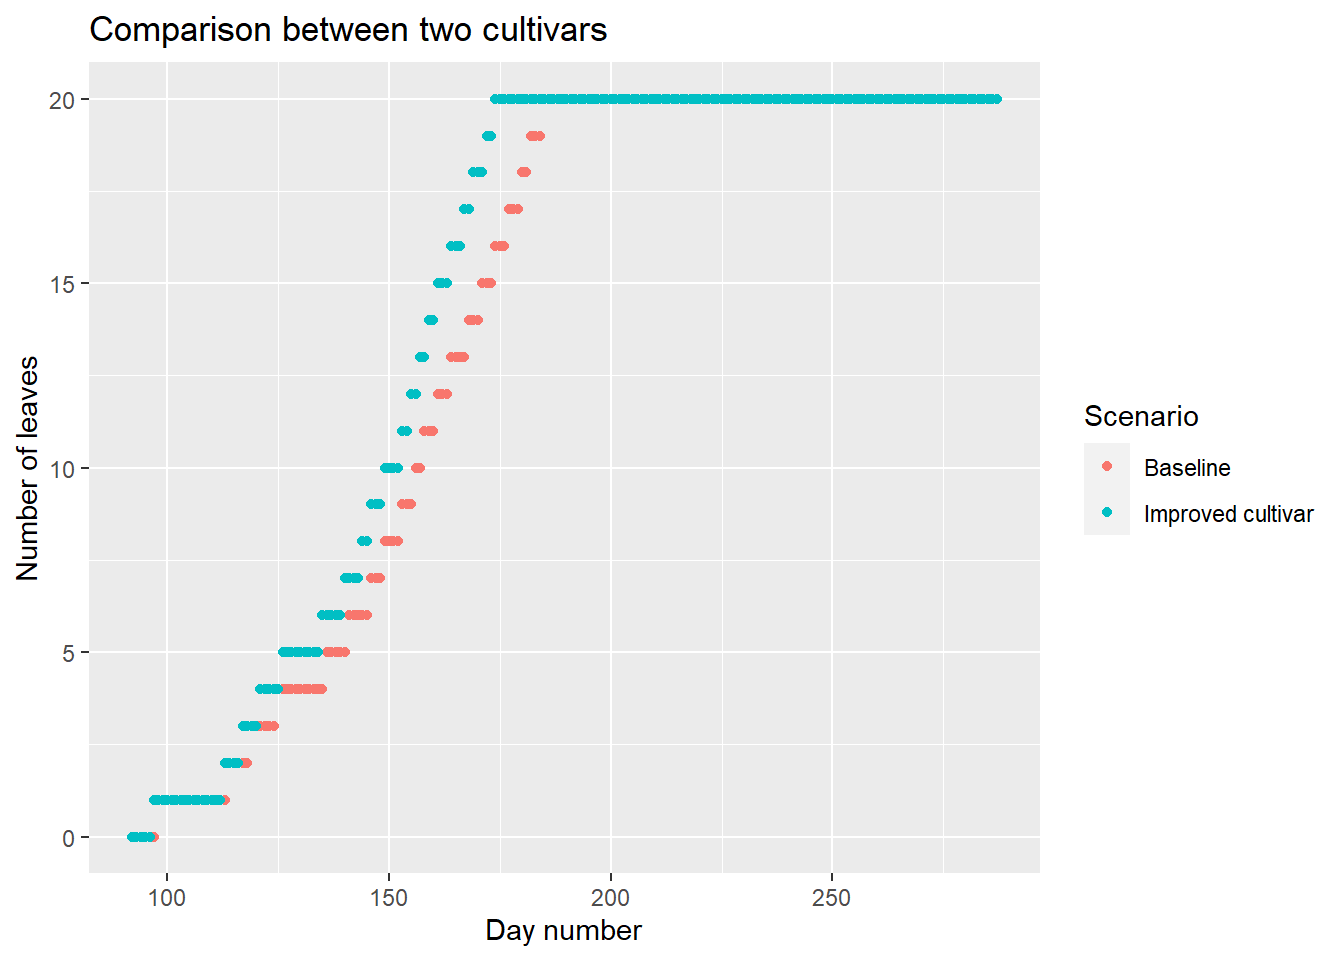 Comparison between two cultivars
20
15
10
5
0
Number of leaves
100 150 200 250
Day number
Scenario
Baseline
Improved cultivar